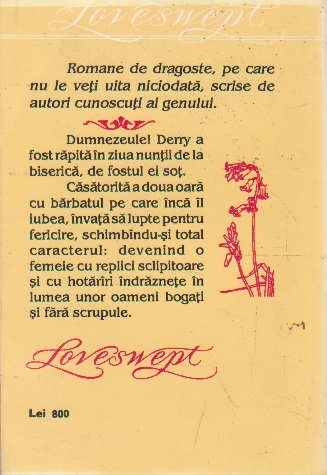 Loveswept
Romane de dragoste, pe care
nu le veți uita niciodată, scrise de
autori cunoscuți al genului.
Dumnezeule! Derry a
fost răpită în ziua nunții de la
biserică, de fostul ei soț.
Căsătorită a doua oară
cu bărbatul pe care încă îl
iubea, învață să lupte pentru
fericire, schimbîndu-și total
caracterul: devenind o
femeie cu replici sclipitoare
și cu hotărîri îndrăznețe în
lumea unor oameni bogați
și fără scrupule.
Loveswept
Lei 800